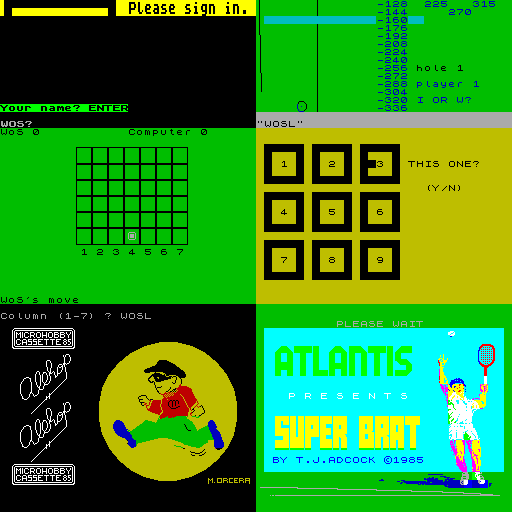 Please sign in.
Your name? ENTER
WOS?
-128 225 315
-144 270
-160
-176
-192
-208
-224
-240
-256 hole 1
-272
-288 player 1
-304
-320 I OR W?
-336
"WOSL"
WoS 0 Computer 0
1 2 3 4 5 6 7
WoS's move
Column (1-7) ? WOSL
1 2 3 THIS ONE?
(Y/N)
4 5 6
7 8 9
MICROHOBBY
CASSETTE 85
Alehop
Alehop
MICROHOBBY
CASSETTE 85
M.ORCERA
PLEASE WAIT
ATLANTIS
PRESENTS
SUPER BRAT
BY T.J.ADCOCK ©1985